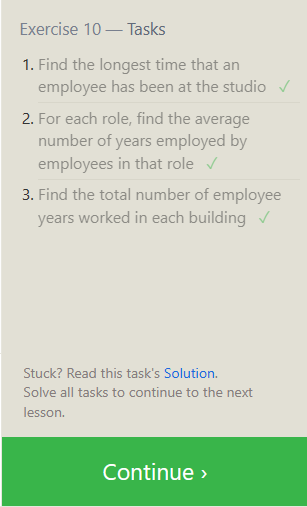 Exercise 10 — Tasks
1. Find the longest time that an
employee has been at the studio ✓
2. For each role, find the average
number of years employed by
employees in that role ✓
3. Find the total number of employee
years worked in each building ✓
Stuck? Read this task's Solution.
Solve all tasks to continue to the next
lesson.
Continue ›